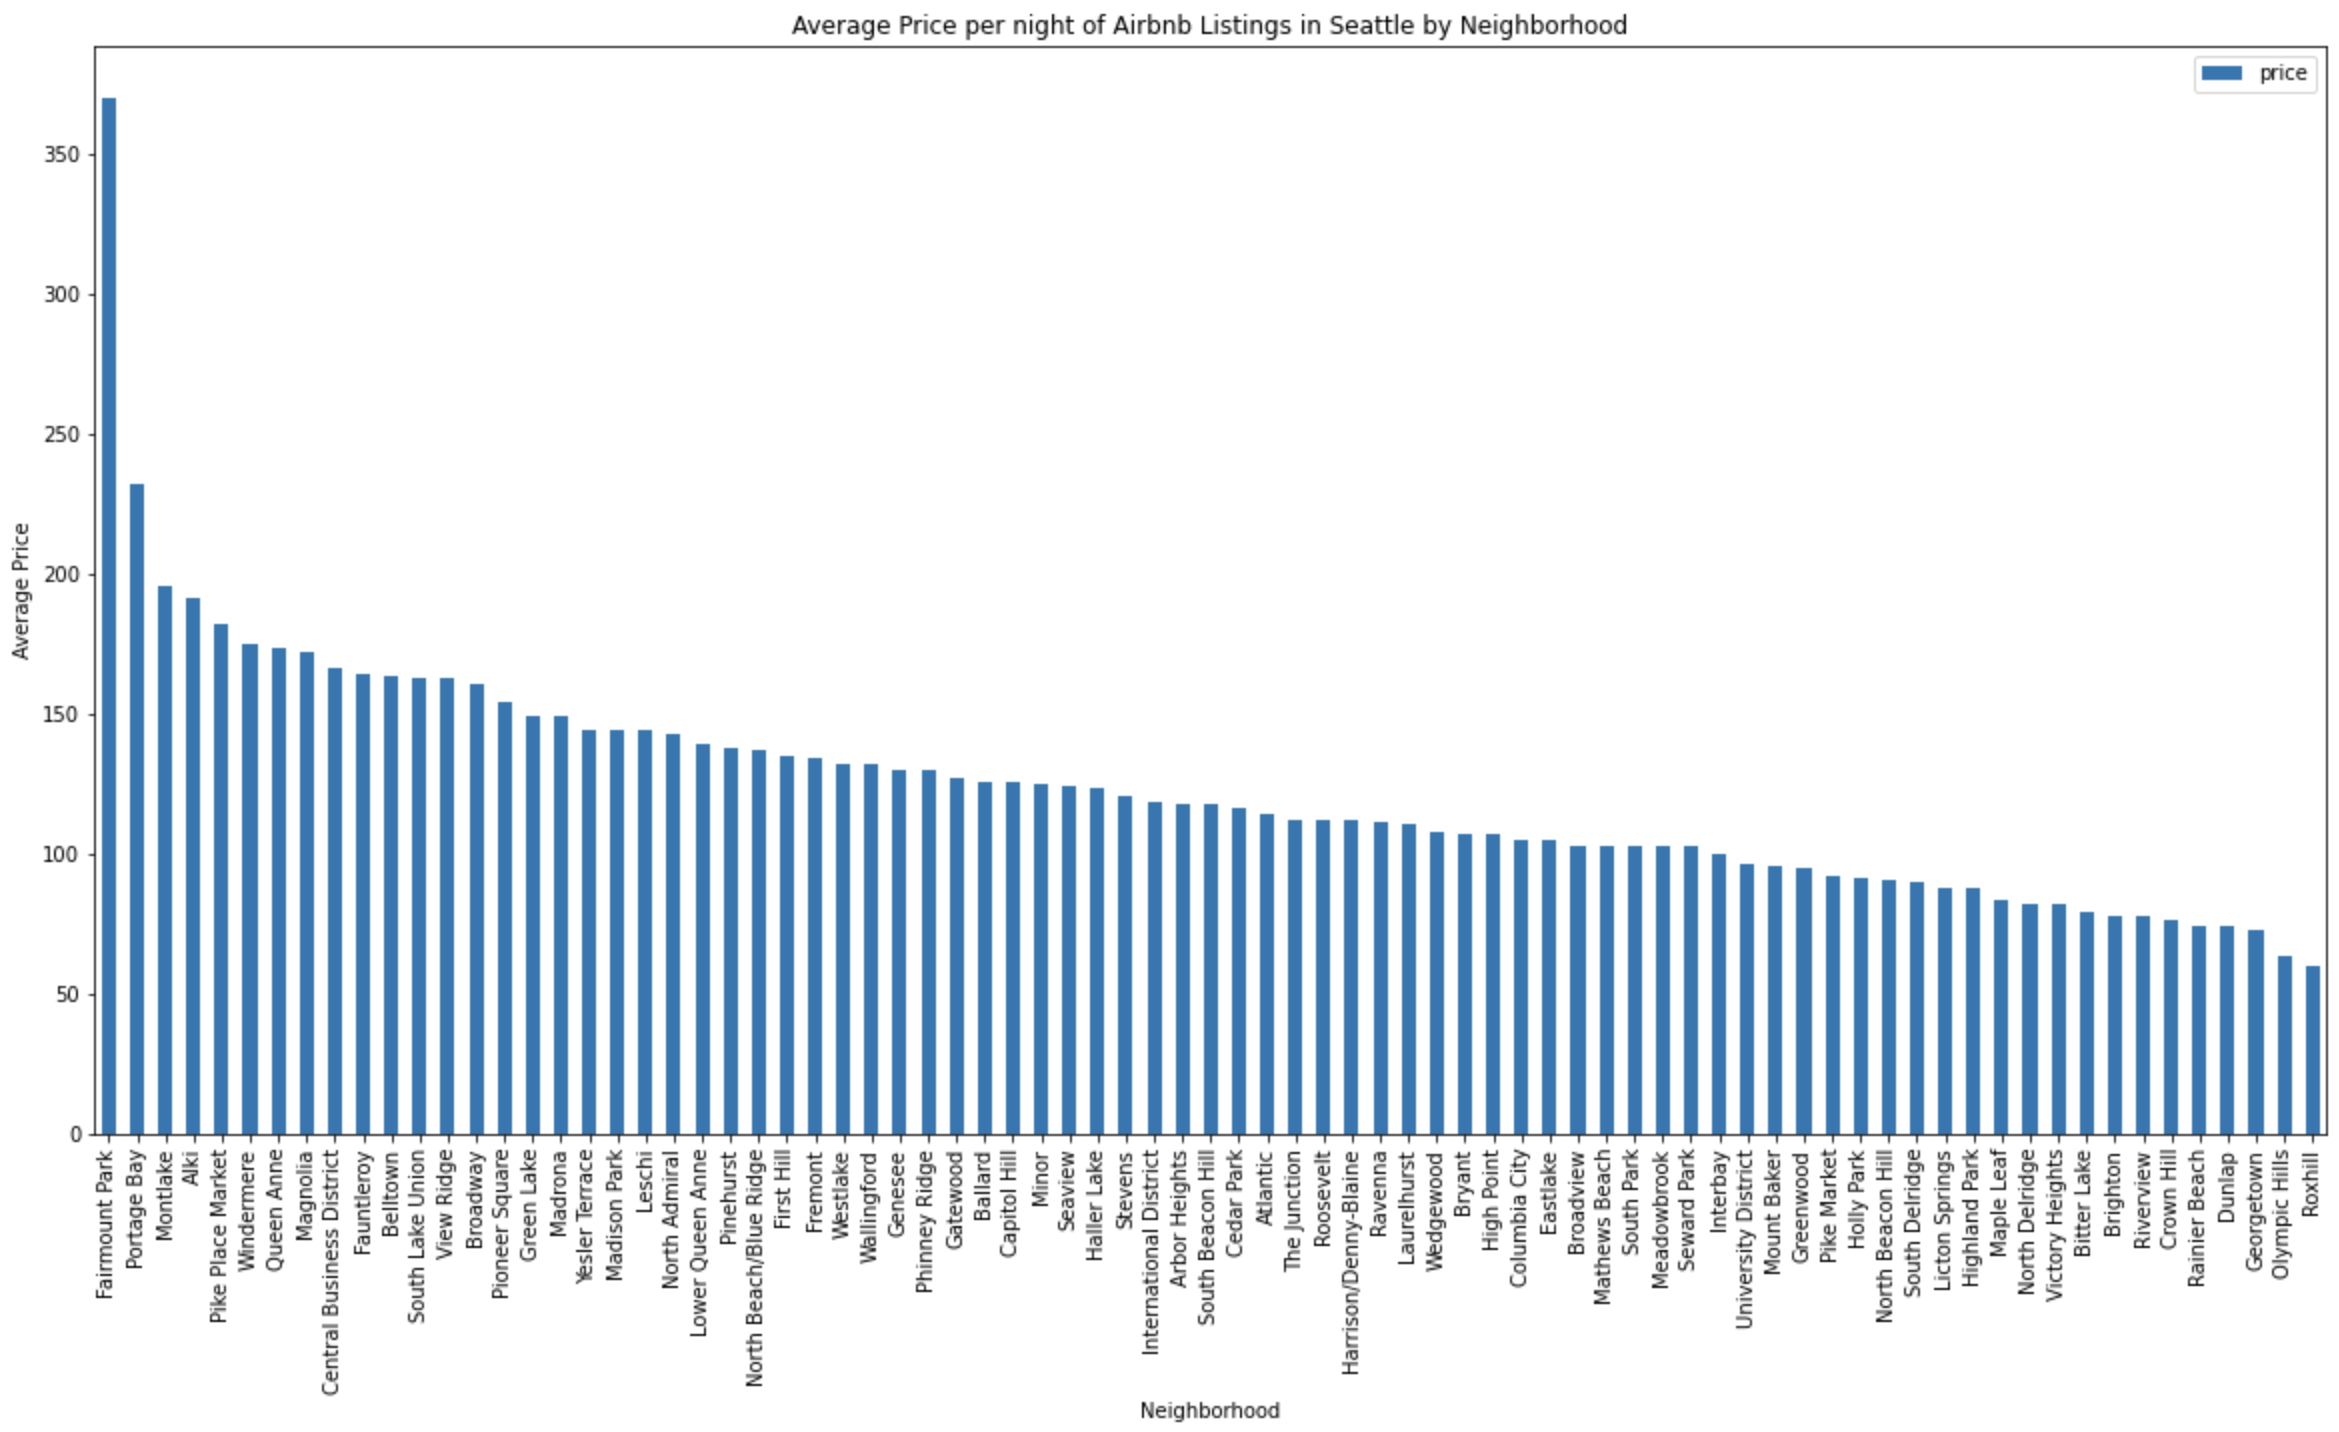 Average Price per night of Airbnb Listings in Seattle by Neighborhood
price
Average Price
350
300
250
200
150
100
50
0
Fairmount Park
Portage Bay
Montlake
Alki
Pike Place Market
Windermere
Queen Anne
Magnolia
Central Business District
Fauntleroy
Belltown
South Lake Union
View Ridge
Broadway
Pioneer Square
Green Lake
Madrona
Yesler Terrace
Madison Park
Leschi
North Admiral
Lower Queen Anne
Pinehurst
North Beach/Blue Ridge
First Hill
Fremont
Westlake
Wallingford
Genesee
Phinney Ridge
Gatewood
Ballard
Capitol Hill
Minor
Seaview
Haller Lake
Stevens
International District
Arbor Heights
South Beacon Hill
Cedar Park
Atlantic
The Junction
Roosevelt
Harrison/Denny-Blaine
Ravenna
Laurelhurst
Wedgewood
Bryant
High Point
Columbia City
Eastlake
Broadview
Mathews Beach
South Park
Meadowbrook
Seward Park
Interbay
University District
Mount Baker
Greenwood
Pike Market
Holly Park
North Beacon Hill
South Delridge
Licton Springs
Highland Park
Maple Leaf
North Delridge
Victory Heights
Bitter Lake
Brighton
Riverview
Crown Hill
Rainier Beach
Dunlap
Georgetown
Olympic Hills
Roxhill
Neighborhood